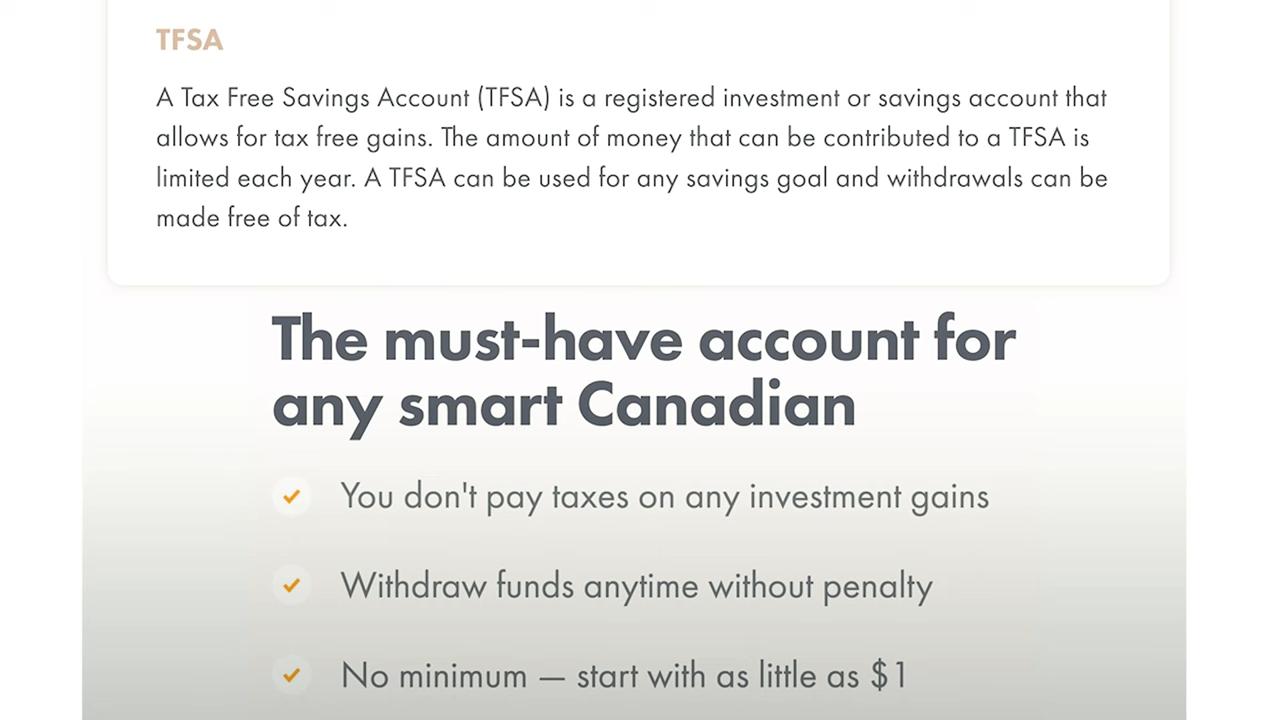 TFSA
A Tax Free Savings Account (TFSA) is a registered investment or savings account that
allows for tax free gains. The amount of money that can be contributed to a TFSA is
limited each year. A TFSA can be used for any savings goal and withdrawals can be
made free of tax.
The must-have account for
any smart Canadian
You don't pay taxes on any investment gains
Withdraw funds anytime without penalty
No minimum — start with as little as $1